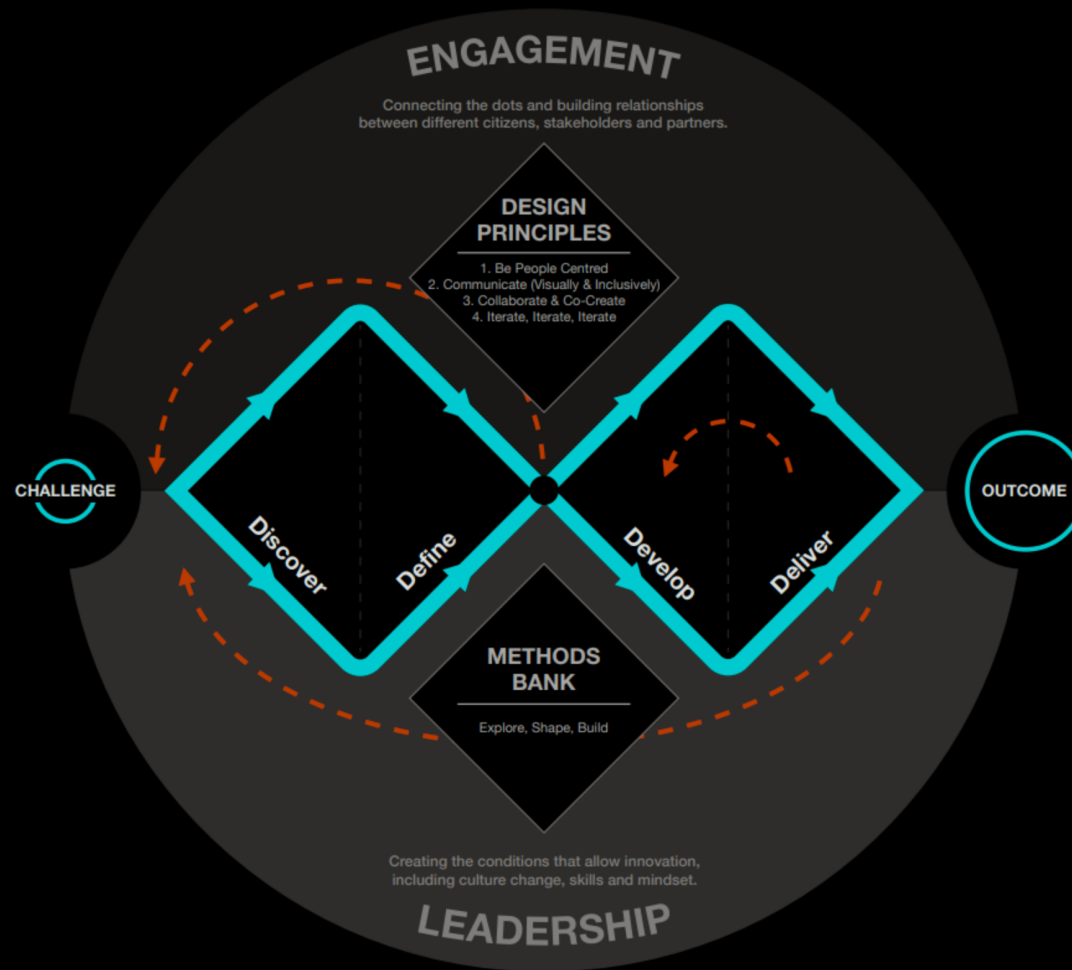 ENGAGEMENT
Connecting the dots and building relationships
between different citizens, stakeholders and partners.
DESIGN
PRINCIPLES
1. Be People Centred
2. Communicate (Visually & Inclusively)
3. Collaborate & Co-Create
4. Iterate, Iterate, Iterate
CHALLENGE
OUTCOME
Discover
Define
Develop
Deliver
METHODS
BANK
Explore, Shape, Build
Creating the conditions that allow innovation,
including culture change, skills and mindset.
LEADERSHIP